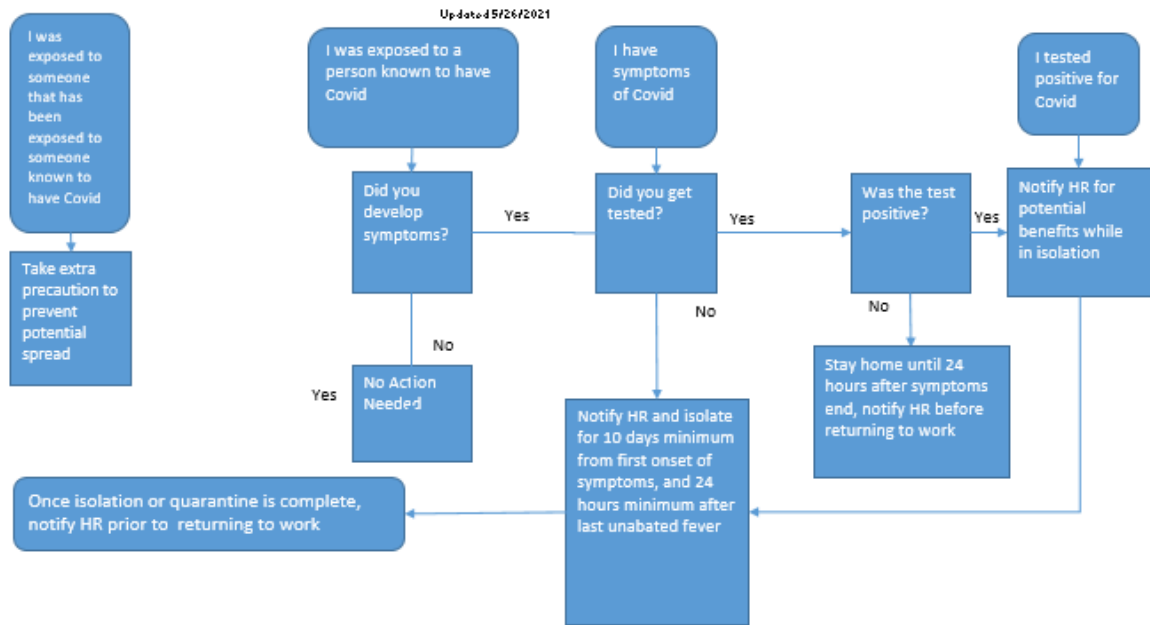 Updated 5/26/2021
I was
exposed to
someone
that has
been
exposed to
someone
known to
have Covid
Take extra
precaution to
prevent
potential
spread
I was exposed to a
person known to have
Covid
Did you
develop
symptoms?
Yes
No
Yes
No Action
Needed
I have
symptoms
of Covid
Did you get
tested?
Yes
No
Was the test
positive?
Yes
No
I tested
positive for
Covid
Notify HR for
potential
benefits while
in isolation
Stay home until 24
hours after symptoms
end, notify HR before
returning to work
Notify HR and isolate
for 10 days minimum
from first onset of
symptoms, and 24
hours minimum after
last unabated fever
Once isolation or quarantine is complete,
notify HR prior to returning to work